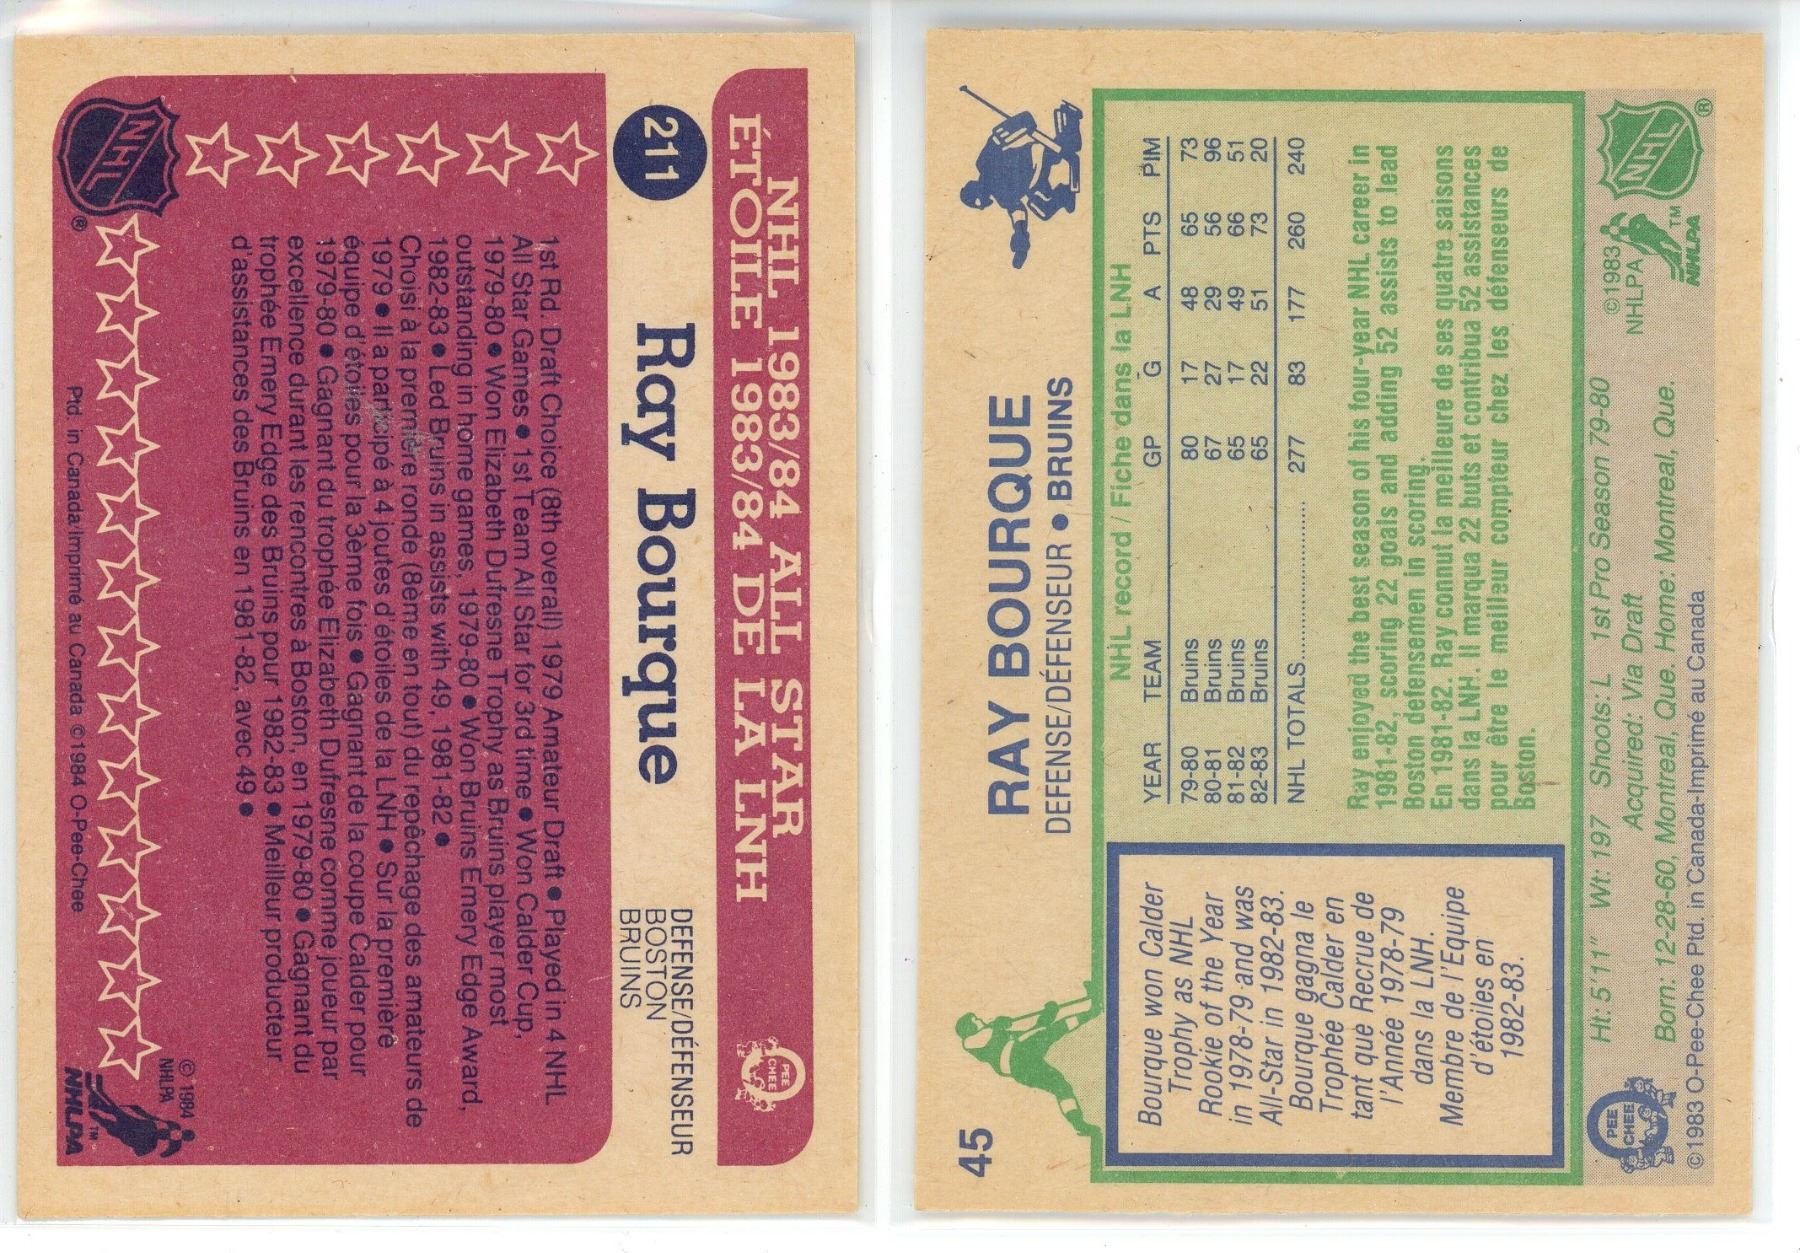 NHL 1983/84 ALL STAR
ÉTOILE 1983/84 DE LA LNH
O
PEE
CHEE
211
Ray Bourque
DEFENSE/DÉFENSEUR
BOSTON
BRUINS
1st Rd. Draft Choice (8th overall) 1979 Amateur Draft • Played in 4 NHL
All Star Games • 1st Team All Star for 3rd time • Won Calder Cup,
1979-80 • Won Elizabeth Dufresne Trophy as Bruins player most
outstanding in home games, 1979-80 • Won Bruins Emery Edge Award,
1982-83 • Led Bruins in assists with 49, 1981-82 •
Choisi à la première ronde (8ème en tout) du repêchage des amateurs de
1979 • Il a participé à 4 joutes d'étoiles de la LNH • Sur la première
équipe d'étoiles pour la 3ème fois • Gagnant de la coupe Calder pour
1979-80 • Gagnant du trophée Elizabeth Dufresne comme joueur par
excellence durant les rencontres à Boston, en 1979-80 • Gagnant du
trophée Emery Edge des Bruins pour 1982-83 • Meilleur producteur
d'assistances des Bruins en 1981-82, avec 49 •
NHL
®
Ptd. in Canada/Imprimé au Canada © 1984 O-Pee-Chee
© 1984
NHLPA
NHLPA
TM
45
RAY BOURQUE
DEFENSE/DÉFENSEUR • BRUINS
NHL record / Fiche dans la LNH
YEAR TEAM GP G A PTS PIM
79-80 Bruins 80 17 48 65 73
80-81 Bruins 67 27 29 56 96
81-82 Bruins 65 17 49 66 51
82-83 Bruins 65 22 51 73 20
NHL TOTALS.................... 277 83 177 260 240
Bourque won Calder
Trophy as NHL
Rookie of the Year
in 1978-79 and was
All-Star in 1982-83.
Bourque gagna le
Trophée Calder en
tant que Recrue de
l'Année 1978-79
dans la LNH.
Membre de l'Equipe
d'étoiles en
1982-83.
Ray enjoyed the best season of his four-year NHL career in
1981-82, scoring 22 goals and adding 52 assists to lead
Boston defensemen in scoring.
En 1981-82. Ray connut la meilleure de ses quatre saisons
dans la LNH. Il marqua 22 buts et contribua 52 assistances
pour être le meilleur compteur chez les défenseurs de
Boston.
Ht: 5'11" Wt: 197 Shoots: L 1st Pro Season 79-80
Acquired: Via Draft
Born: 12-28-60, Montreal, Que. Home: Montreal, Que.
©1983 O-Pee-Chee Ptd. in Canada-Imprimé au Canada
O
PEE
CHEE
©1983
NHLPA
NHLPA
TM
NHL
®